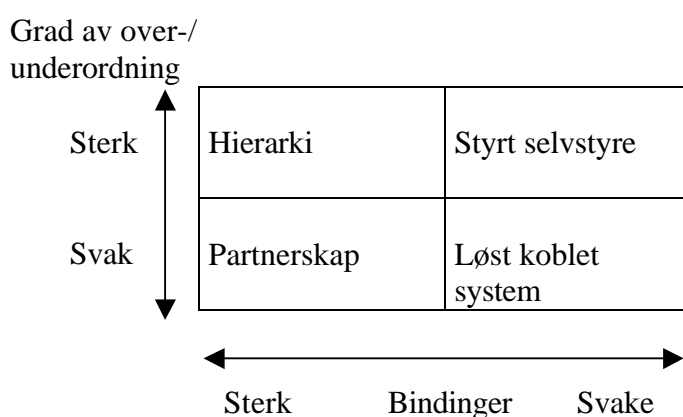 Grad av over-/
underordning
Sterk
Hierarki
Styrt selvstyre
Svak
Partnerskap
Løst koblet
system
Sterk
Bindinger
Svake